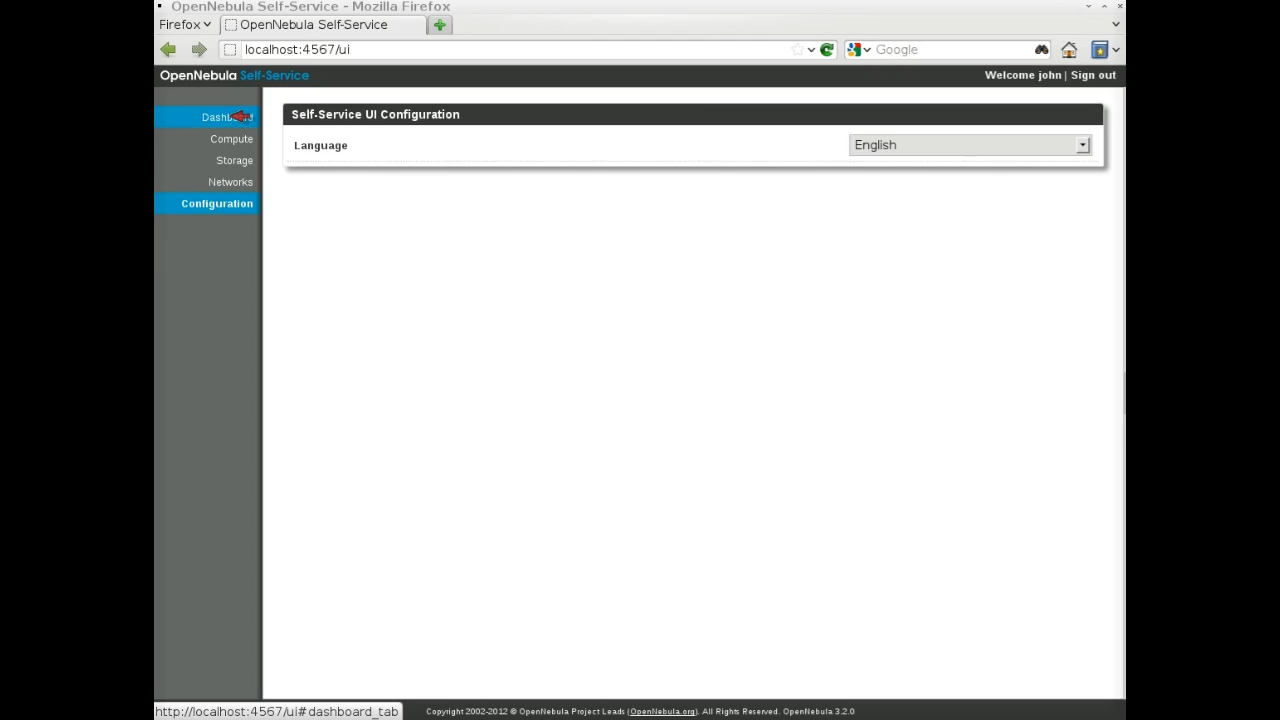 OpenNebula Self-Service - Mozilla Firefox
Firefox
OpenNebula Self-Service
localhost:4567/ui
Google
OpenNebula Self-Service
Welcome john | Sign out
Self-Service UI Configuration
Language
English
Compute
Storage
Networks
Configuration
http://localhost:4567/ui#dashboard_tab
Copyright 2002-2012 © OpenNebula Project Leads (OpenNebula.org). All Rights Reserved. OpenNebula 3.2.0